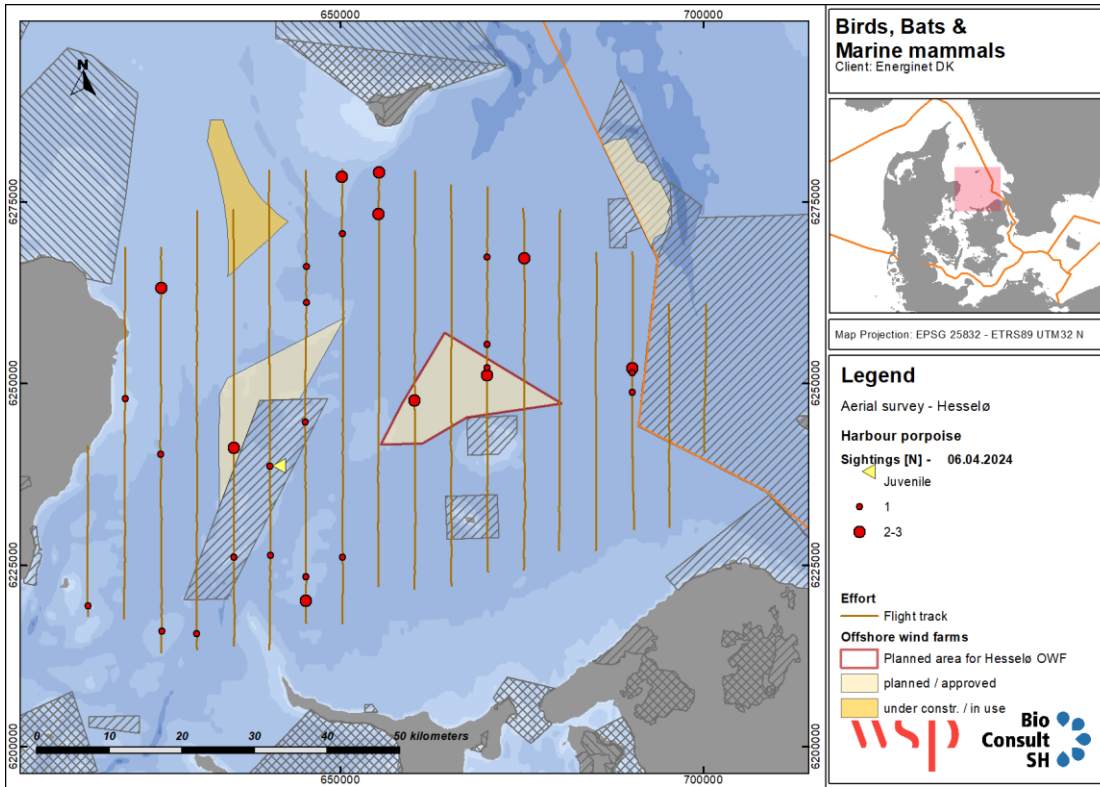 650000
700000
N
6275000
6275000
6250000
6250000
6225000
6225000
6200000
6200000
0 10 20 30 40 50 kilometers
650000
700000
Birds, Bats &
Marine mammals
Client: Energinet DK
Map Projection: EPSG 25832 - ETRS89 UTM32 N
Legend
Aerial survey - Hesselø
Harbour porpoise
Sightings [N] - 06.04.2024
Juvenile
1
2-3
Effort
Flight track
Offshore wind farms
Planned area for Hesselø OWF
planned / approved
under constr. / in use
wsp
Bio
Consult
SH